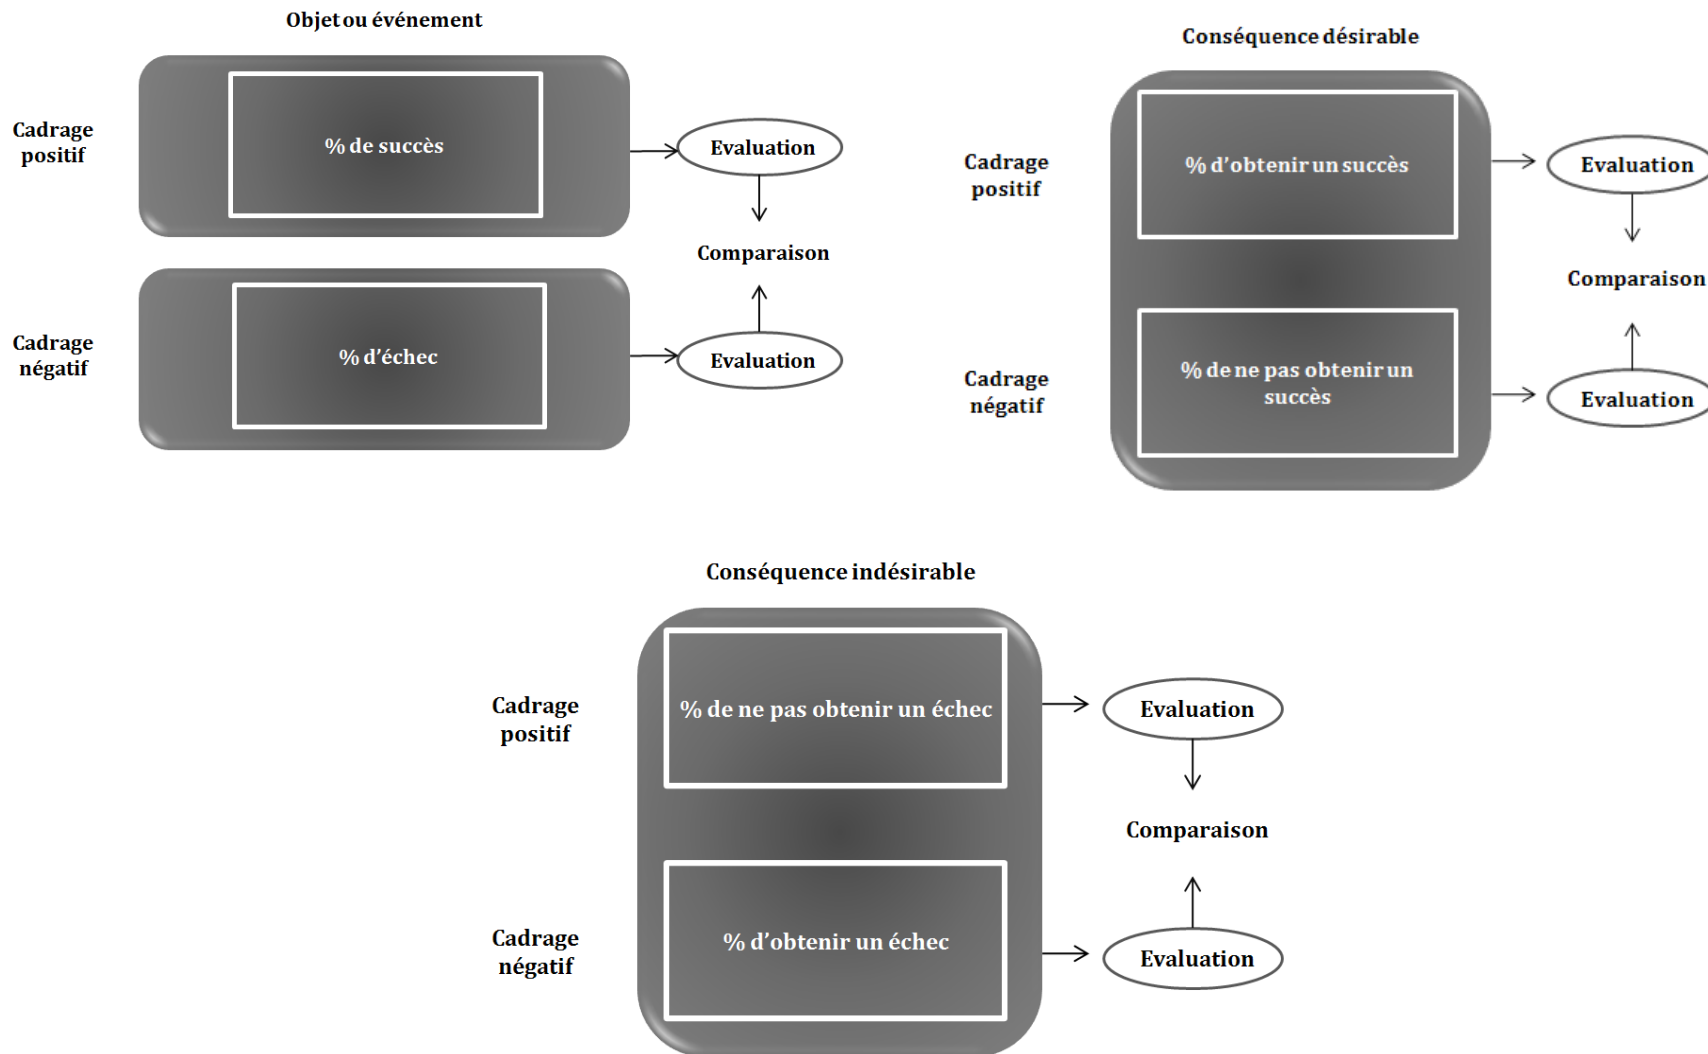 Objet ou événement
Cadrage
positif
% de succès
Evaluation
Comparaison
Cadrage
négatif
% d'échec
Evaluation
Conséquence désirable
Cadrage
positif
% d'obtenir un succès
Evaluation
Comparaison
Cadrage
négatif
% de ne pas obtenir un
succès
Evaluation
Conséquence indésirable
Cadrage
positif
% de ne pas obtenir un échec
Evaluation
Comparaison
Cadrage
négatif
% d'obtenir un échec
Evaluation